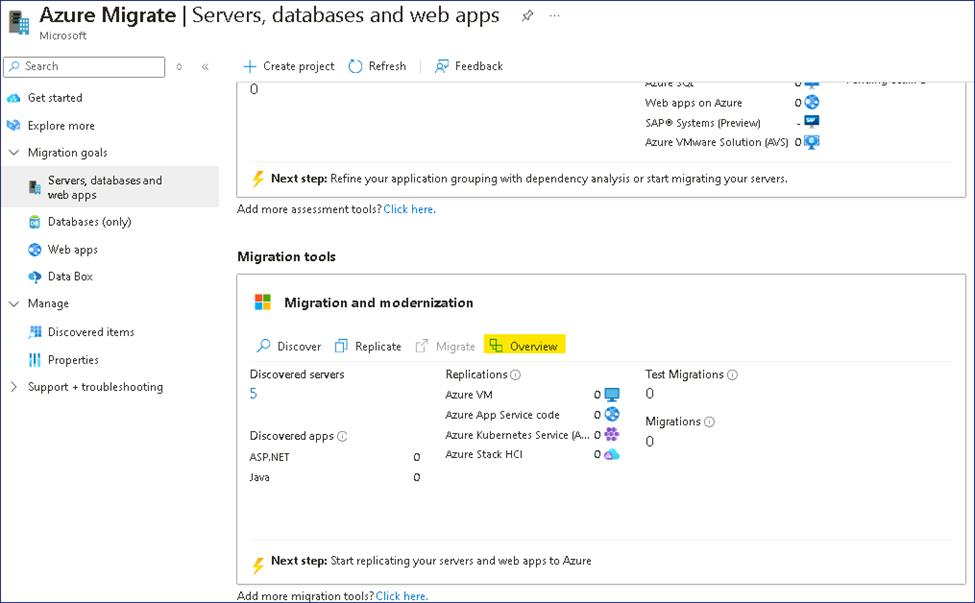 Azure Migrate | Servers, databases and web apps
Microsoft
Search
Create project
Refresh
Feedback
Get started
Explore more
Migration goals
Servers, databases and
web apps
Databases (only)
Web apps
Data Box
Manage
Discovered items
Properties
Support + troubleshooting
0
Azure SQL 0
Web apps on Azure 0
SAP® Systems (Preview) -
Azure VMware Solution (AVS) 0
Next step: Refine your application grouping with dependency analysis or start migrating your servers.
Add more assessment tools? Click here.
Migration tools
Migration and modernization
Discover
Replicate
Migrate
Overview
Discovered servers
5
Discovered apps
ASP.NET 0
Java 0
Replications
Azure VM 0
Azure App Service code 0
Azure Kubernetes Service (A... 0
Azure Stack HCI 0
Test Migrations
0
Migrations
0
Next step: Start replicating your servers and web apps to Azure
Add more migration tools? Click here.